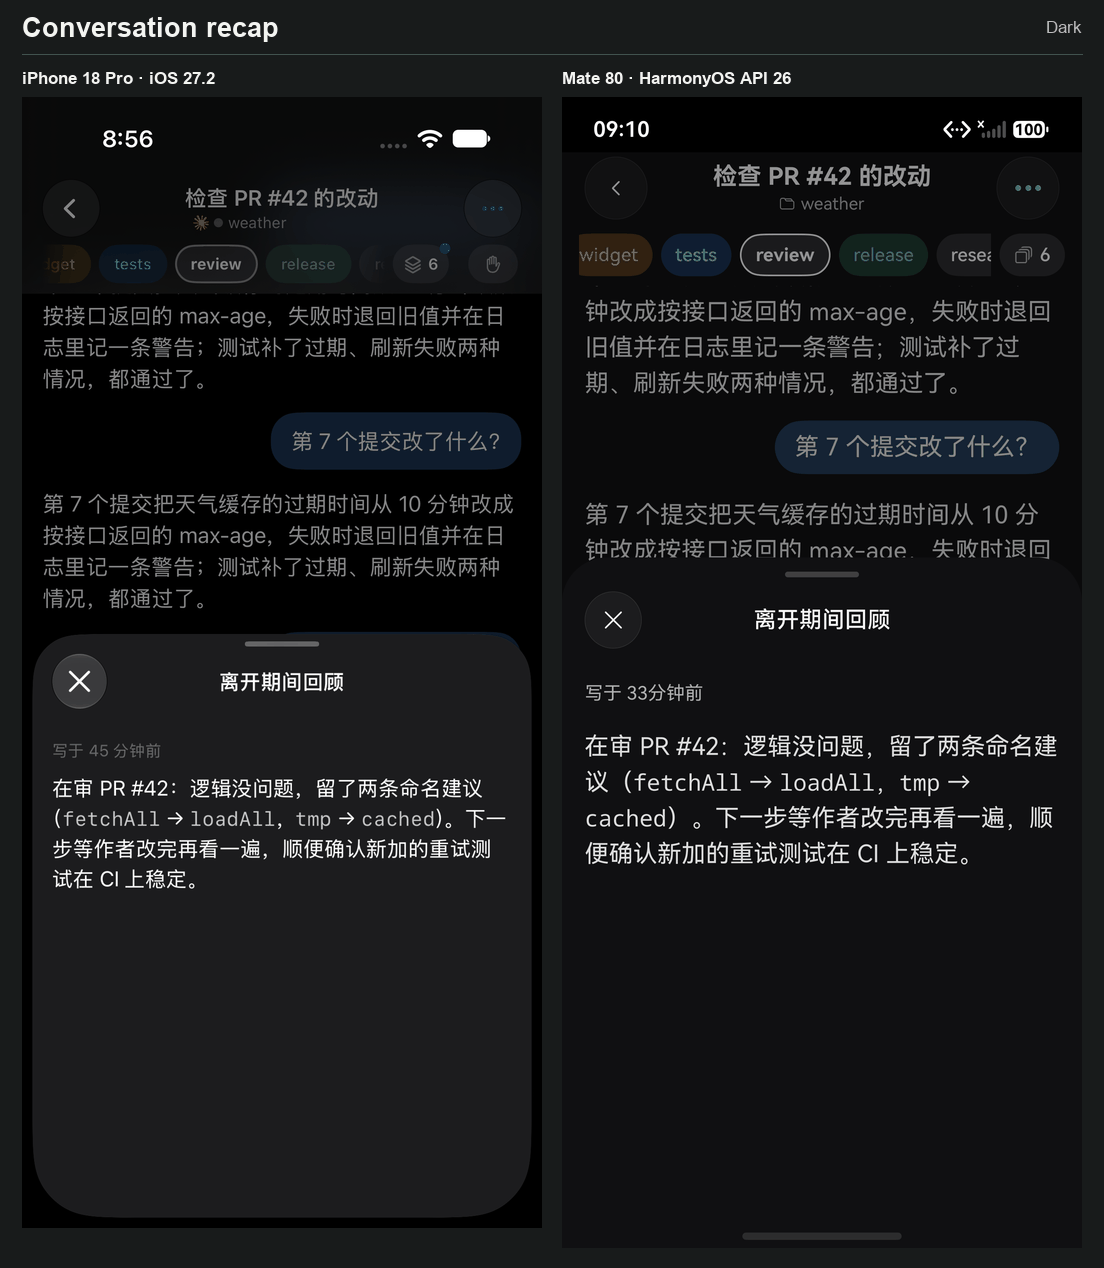 Conversation recap
Dark
iPhone 18 Pro · iOS 27.2
8:56
检查 PR #42 的改动
weather
tests
review
release
6
按接口返回的 max-age，失败时退回旧值并在日
志里记一条警告；测试补了过期、刷新失败两种
情况，都通过了。
第 7 个提交改了什么？
第 7 个提交把天气缓存的过期时间从 10 分钟改成
按接口返回的 max-age，失败时退回旧值并在日
志里记一条警告；测试补了过期、刷新失败两种
情况，都通过了。
离开期间回顾
写于 45 分钟前
在审 PR #42：逻辑没问题，留了两条命名建议
（fetchAll → loadAll，tmp → cached）。下一
步等作者改完再看一遍，顺便确认新加的重试测
试在 CI 上稳定。
Mate 80 · HarmonyOS API 26
09:10
100
检查 PR #42 的改动
weather
widget
tests
review
release
resea
6
钟改成按接口返回的 max-age，失败时退回
旧值并在日志里记一条警告；测试补了过
期、刷新失败两种情况，都通过了。
第 7 个提交改了什么？
第 7 个提交把天气缓存的过期时间从 10 分
钟改成按接口返回的 max-age，失败时退回
离开期间回顾
写于 33分钟前
在审 PR #42：逻辑没问题，留了两条命名建
议（fetchAll → loadAll，tmp →
cached）。下一步等作者改完再看一遍，顺
便确认新加的重试测试在 CI 上稳定。